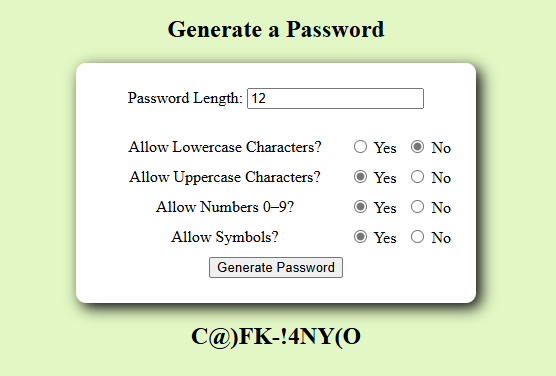 Generate a Password
Password Length: 12
Allow Lowercase Characters? Yes No
Allow Uppercase Characters? Yes No
Allow Numbers 0–9? Yes No
Allow Symbols? Yes No
Generate Password
C@)FK-!4NY(O